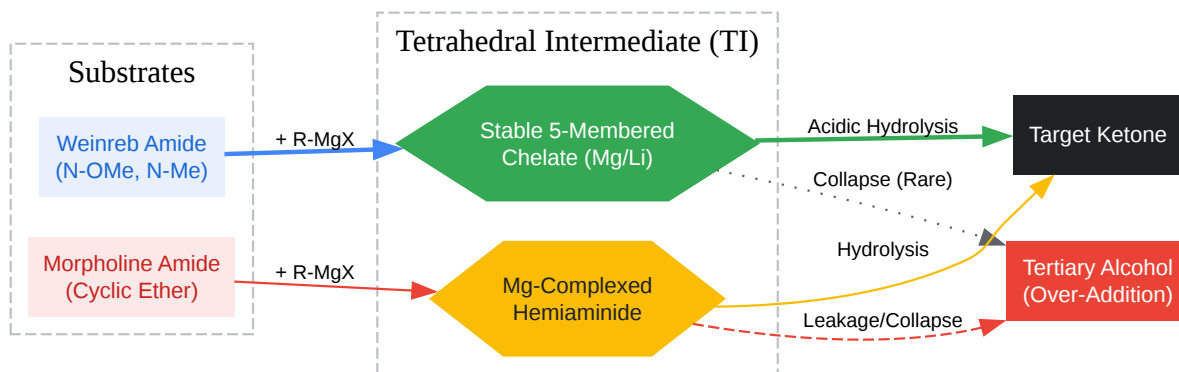 Substrates
Weinreb Amide
(N-OMe, N-Me)
Morpholine Amide
(Cyclic Ether)
+ R-MgX
+ R-MgX
Tetrahedral Intermediate (TI)
Stable 5-Membered
Chelate (Mg/Li)
Mg-Complexed
Hemiaminide
Acidic Hydrolysis
Collapse (Rare)
Hydrolysis
Leakage/Collapse
Target Ketone
Tertiary Alcohol
(Over-Addition)